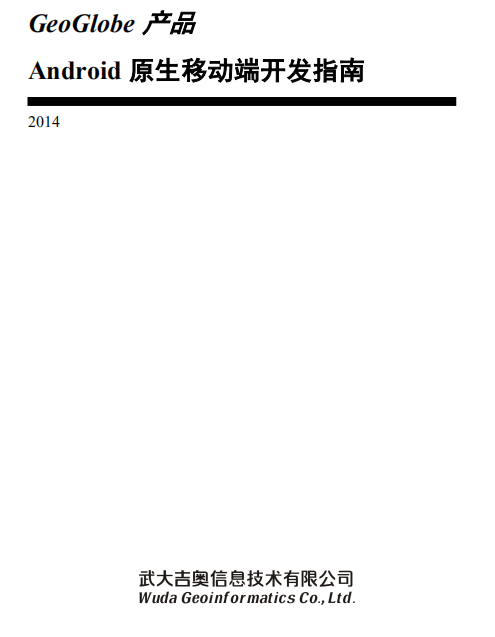 GeoGlobe 产品
Android 原生移动端开发指南
2014
武大吉奥信息技术有限公司
Wuda Geoinformatics Co., Ltd.